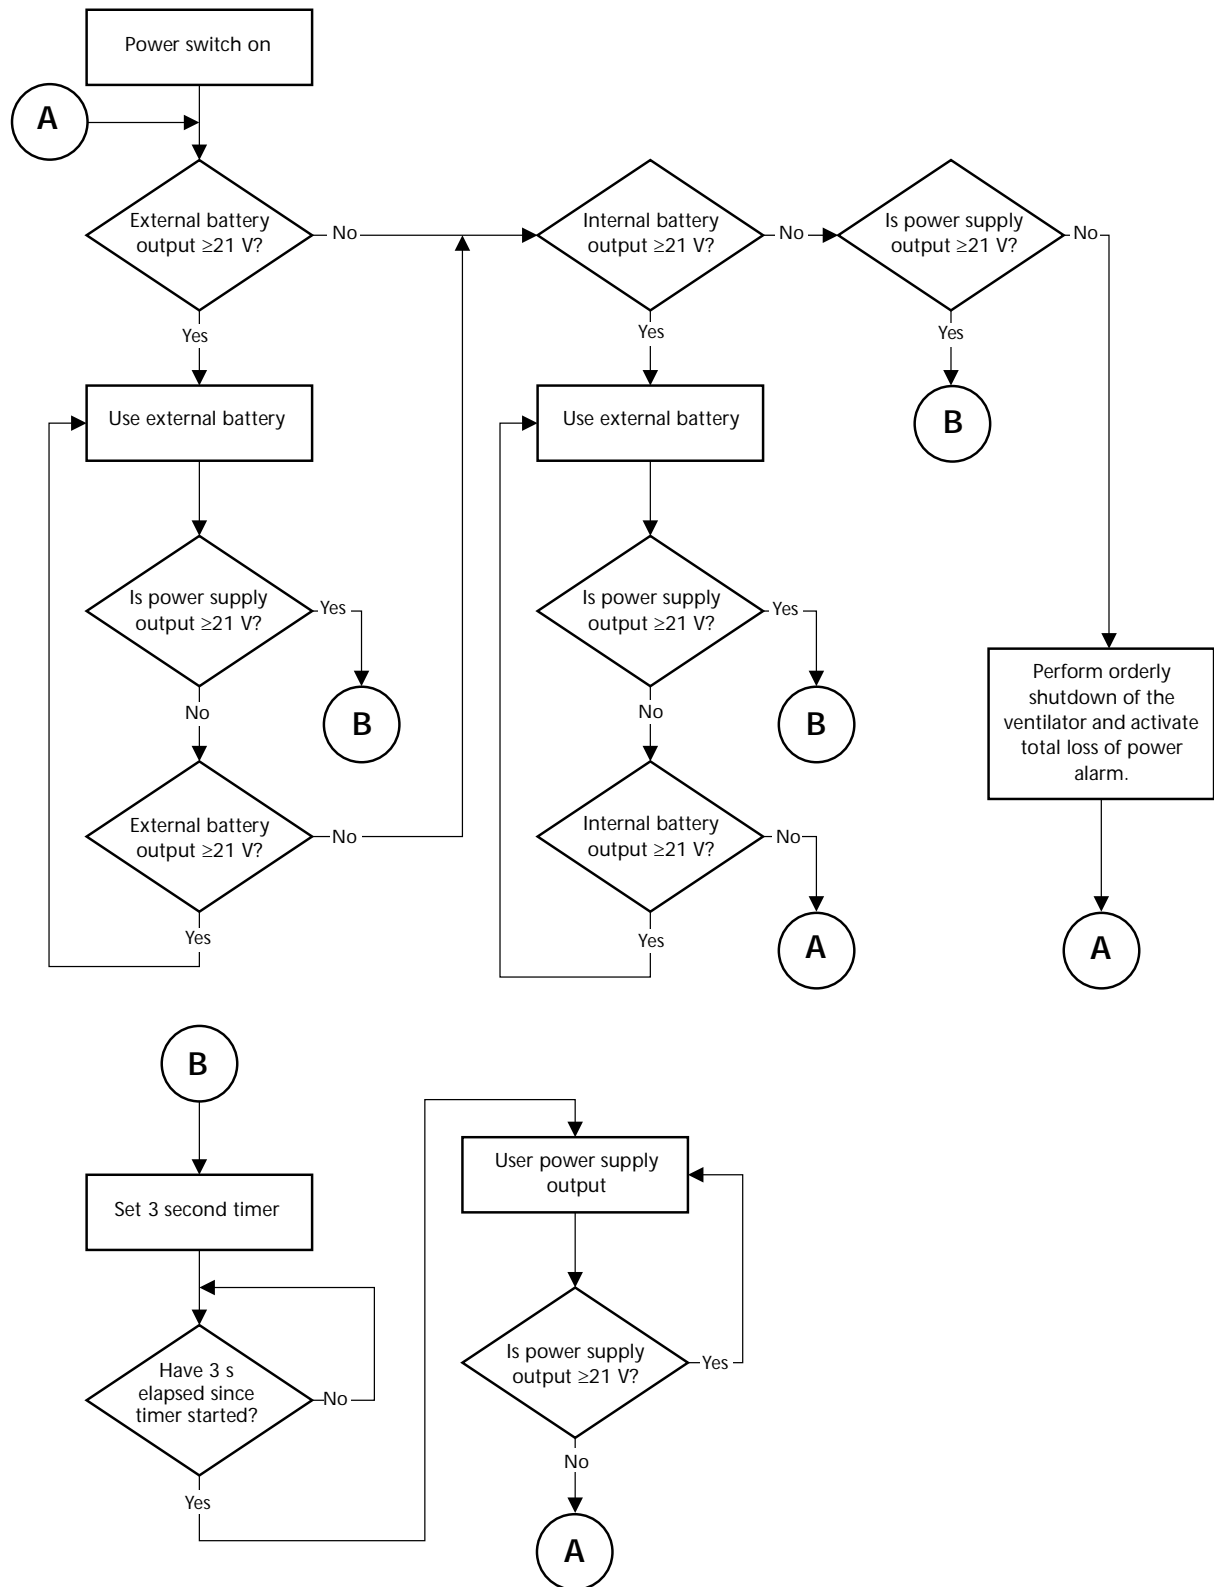 Power switch on
A
External battery
output ≥21 V?
No
Internal battery
output ≥21 V?
No
Is power supply
output ≥21 V?
No
Yes
Yes
Yes
Use external battery
Use external battery
B
Is power supply
output ≥21 V?
Yes
Is power supply
output ≥21 V?
Yes
Perform orderly
shutdown of the
ventilator and activate
total loss of power
alarm.
No
B
No
B
External battery
output ≥21 V?
No
Internal battery
output ≥21 V?
No
Yes
Yes
A
A
B
Set 3 second timer
User power supply
output
Have 3 s
elapsed since
timer started?
No
Is power supply
output ≥21 V?
Yes
Yes
No
A